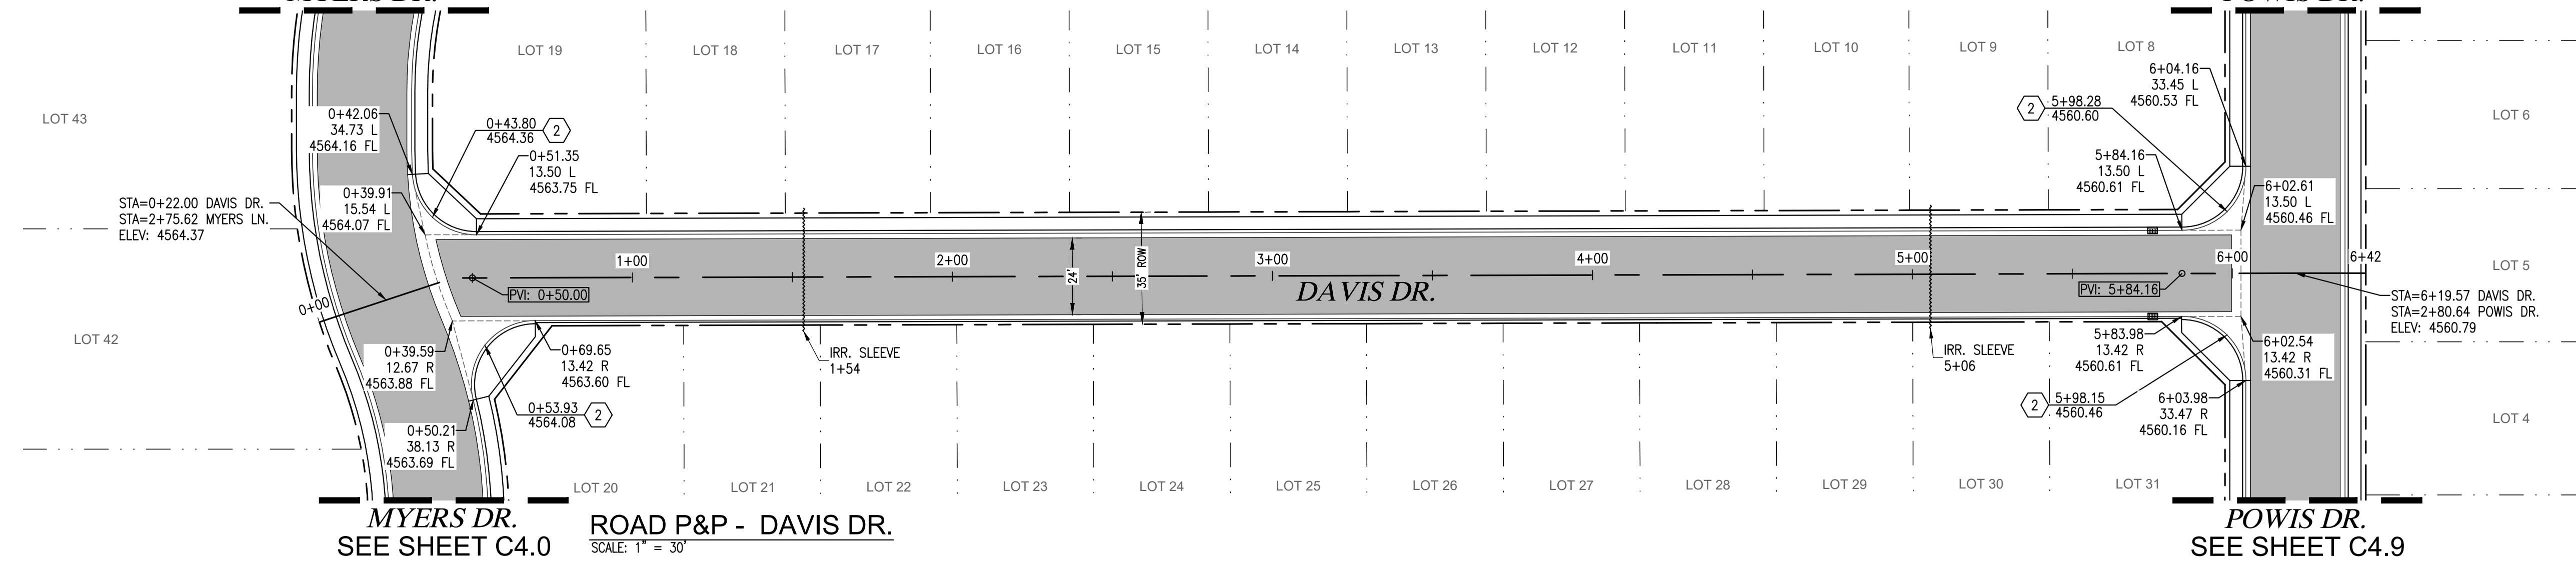 MYERS DR.
POWIS DR.
LOT 19
LOT 18
LOT 17
LOT 16
LOT 15
LOT 14
LOT 13
LOT 12
LOT 11
LOT 10
LOT 9
LOT 8
LOT 43
LOT 6
0+42.06
34.73 L
4564.16 FL
0+43.80
4564.36
2
0+51.35
13.50 L
4563.75 FL
0+39.91
15.54 L
4564.07 FL
STA=0+22.00 DAVIS DR.
STA=2+75.62 MYERS LN.
ELEV: 4564.37
6+04.16
33.45 L
4560.53 FL
2
5+98.28
4560.60
5+84.16
13.50 L
4560.61 FL
6+02.61
13.50 L
4560.46 FL
0+00
1+00
2+00
3+00
4+00
5+00
6+00
6+42
LOT 5
24'
35' ROW
PVI: 0+50.00
DAVIS DR.
PVI: 5+84.16
STA=6+19.57 DAVIS DR.
STA=2+80.64 POWIS DR.
ELEV: 4560.79
LOT 42
0+39.59
12.67 R
4563.88 FL
0+69.65
13.42 R
4563.60 FL
IRR. SLEEVE
1+54
IRR. SLEEVE
5+06
5+83.98
13.42 R
4560.61 FL
6+02.54
13.42 R
4560.31 FL
0+53.93
4564.08
2
2
5+98.15
4560.46
6+03.98
33.47 R
4560.16 FL
0+50.21
38.13 R
4563.69 FL
LOT 4
LOT 20
LOT 21
LOT 22
LOT 23
LOT 24
LOT 25
LOT 26
LOT 27
LOT 28
LOT 29
LOT 30
LOT 31
MYERS DR.
SEE SHEET C4.0
ROAD P&P - DAVIS DR.
SCALE: 1" = 30'
POWIS DR.
SEE SHEET C4.9